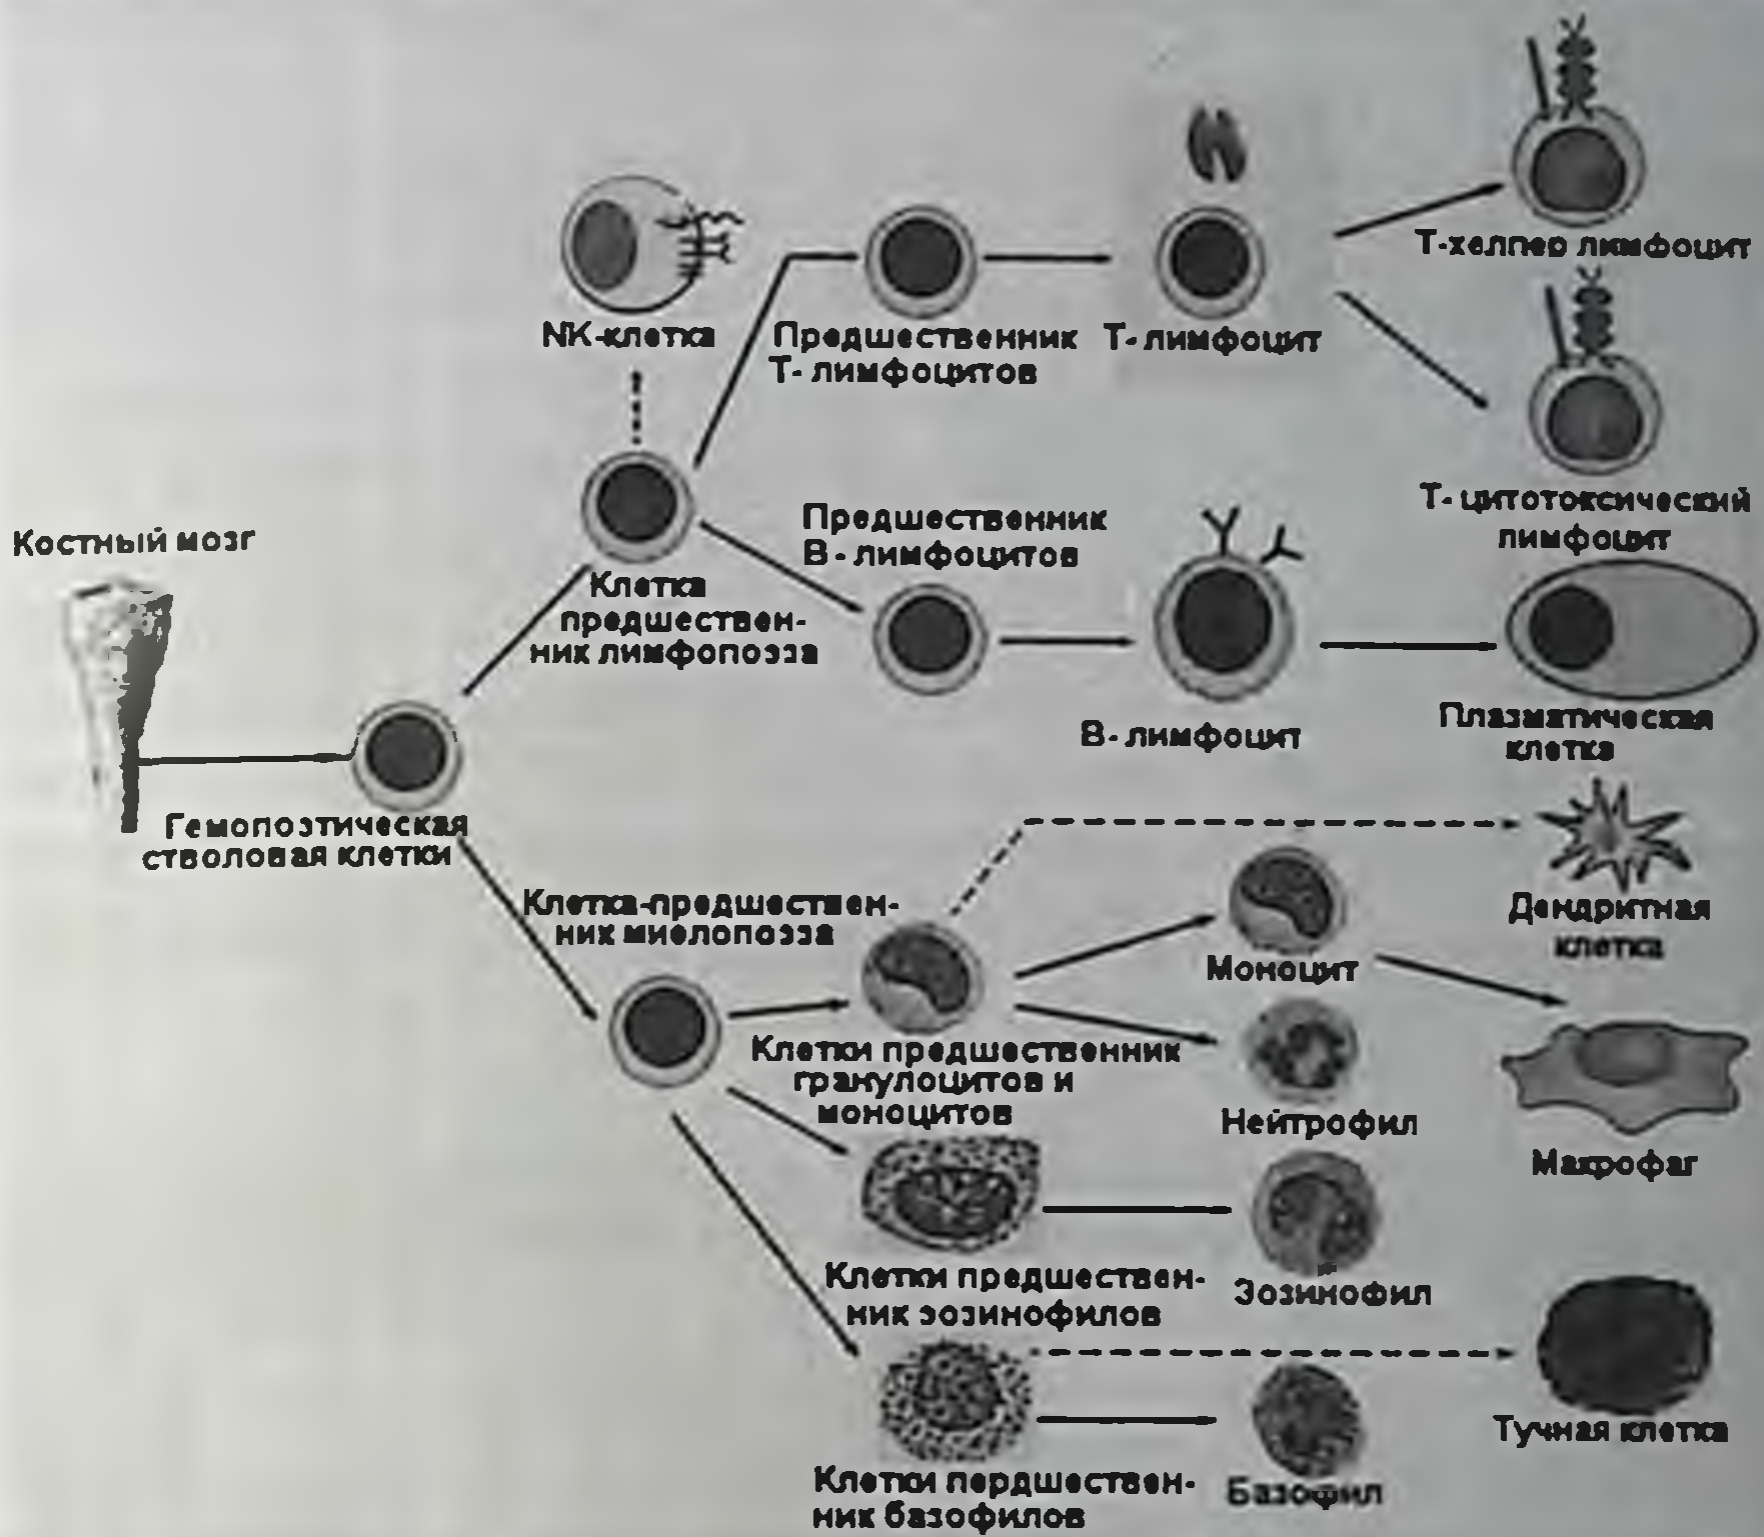 Т-хелпер лимфоцит
NK-клетка
Предшественник
Т- лимфоцитов
Т- лимфоцит
Т- цитотоксический
лимфоцит
Костный мозг
Предшественник
В - лимфоцитов
Клетка
предшествен-
ник лимфопоэза
В- лимфоцит
Плазматическая
клетка
Гемопоэтическая
стволовая клетки
Клетка-предшествен-
ник миелопоэза
Дендритная
клетка
Моноцит
Клетки предшественник
гранулоцитов и
моноцитов
Нейтрофил
Макрофаг
Клетки предшествен-
ник эозинофилов
Эозинофил
Тучная клетка
Клетки пердшествен-
ник базофилов
Базофил